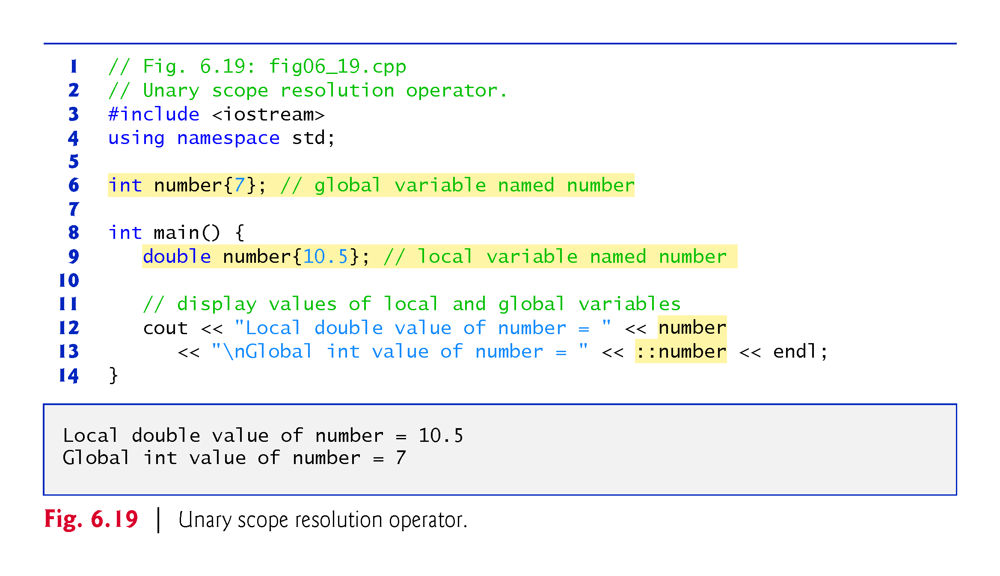 1 // Fig. 6.19: fig06_19.cpp
2 // Unary scope resolution operator.
3 #include <iostream>
4 using namespace std;
5
6 int number{7}; // global variable named number
7
8 int main() {
9    double number{10.5}; // local variable named number
10
11    // display values of local and global variables
12    cout << "Local double value of number = " << number
13       << "\nGlobal int value of number = " << ::number << endl;
14 }
Local double value of number = 10.5
Global int value of number = 7
Fig. 6.19 | Unary scope resolution operator.